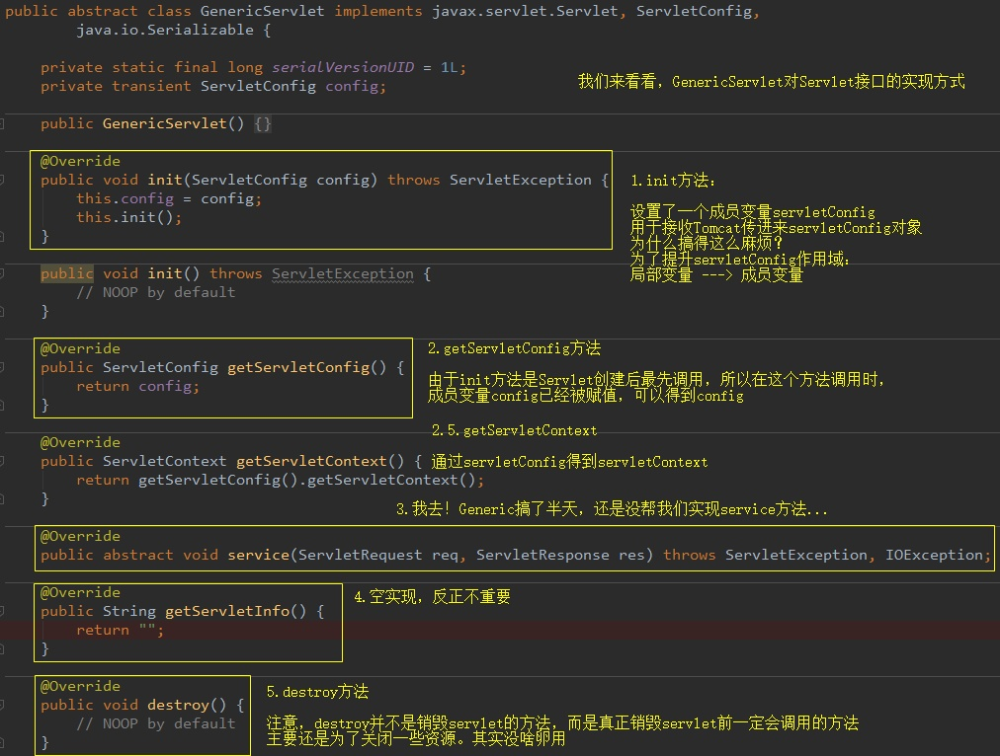 public abstract class GenericServlet implements javax.servlet.Servlet, ServletConfig,
java.io.Serializable {
private static final long serialVersionUID = 1L;
private transient ServletConfig config;
我们来看看，GenericServlet对Servlet接口的实现方式
public GenericServlet() {}
@Override
public void init(ServletConfig config) throws ServletException {
this.config = config;
this.init();
}
1.init方法：
设置了一个成员变量servletConfig
用于接收Tomcat传进来servletConfig对象
为什么搞得这么麻烦？
为了提升servletConfig作用域：
局部变量 ---> 成员变量
public void init() throws ServletException {
// NOOP by default
}
@Override
public ServletConfig getServletConfig() {
return config;
}
2.getServletConfig方法
由于init方法是Servlet创建后最先调用，所以在这个方法调用时，
成员变量config已经被赋值，可以得到config
2.5.getServletContext
@Override
public ServletContext getServletContext() { 通过servletConfig得到servletContext
return getServletConfig().getServletContext();
}
3.我去！Generic搞了半天，还是没帮我们实现service方法...
@Override
public abstract void service(ServletRequest req, ServletResponse res) throws ServletException, IOException;
@Override
public String getServletInfo() {
return "";
}
4.空实现，反正不重要
@Override
public void destroy() {
// NOOP by default
}
5.destroy方法
注意，destroy并不是销毁servlet的方法，而是真正销毁servlet前一定会调用的方法
主要还是为了关闭一些资源。其实没啥卵用